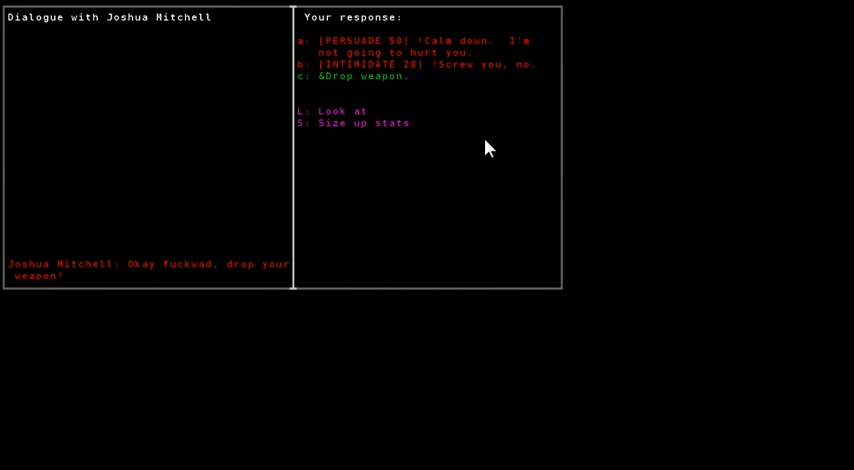 Dialogue with Joshua Mitchell
Your response:
a: [PERSUADE 50] !Calm down.  I'm
not going to hurt you.
b: [INTIMIDATE 28] !Screw you, no.
c: &Drop weapon.
L: Look at
S: Size up stats
Joshua Mitchell: Okay fuckwad, drop your
weapon!